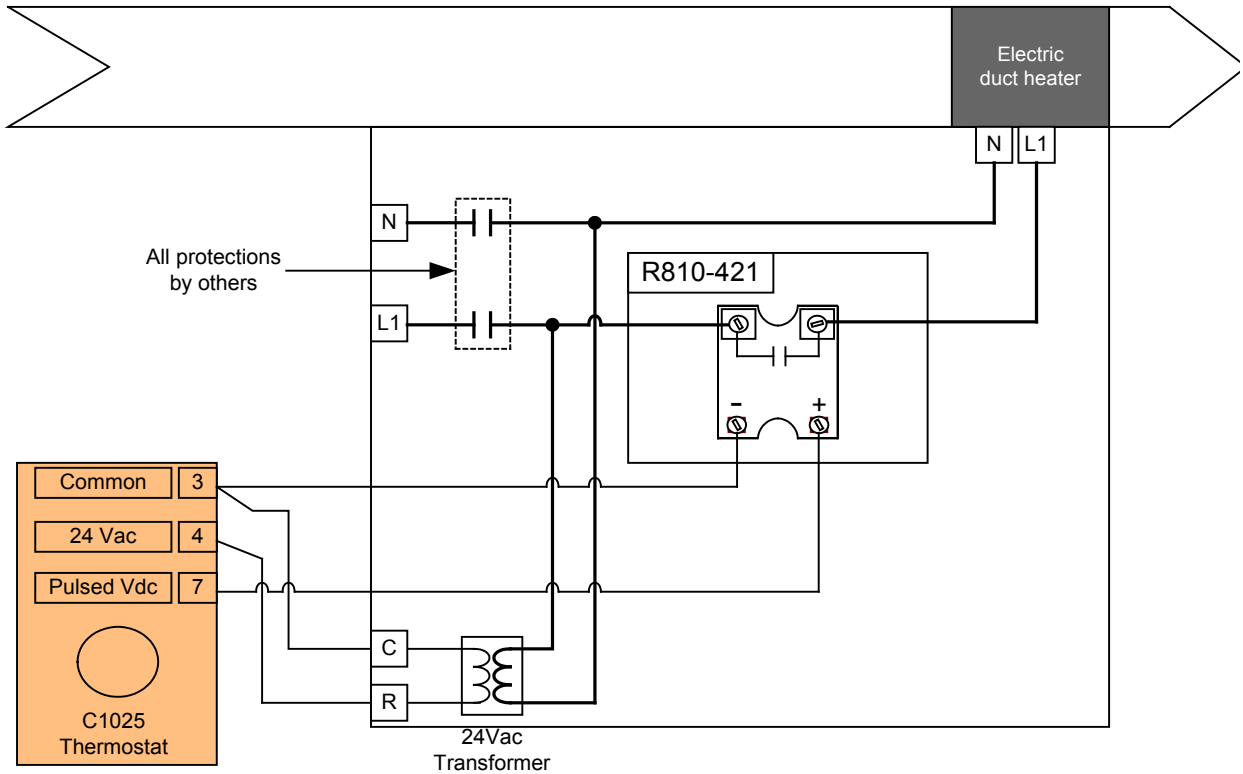 Electric
duct heater
N
L1
N
All protections
by others
L1
R810-421
-
+
Common
3
24 Vac
4
Pulsed Vdc
7
C
R
C1025
Thermostat
24Vac
Transformer